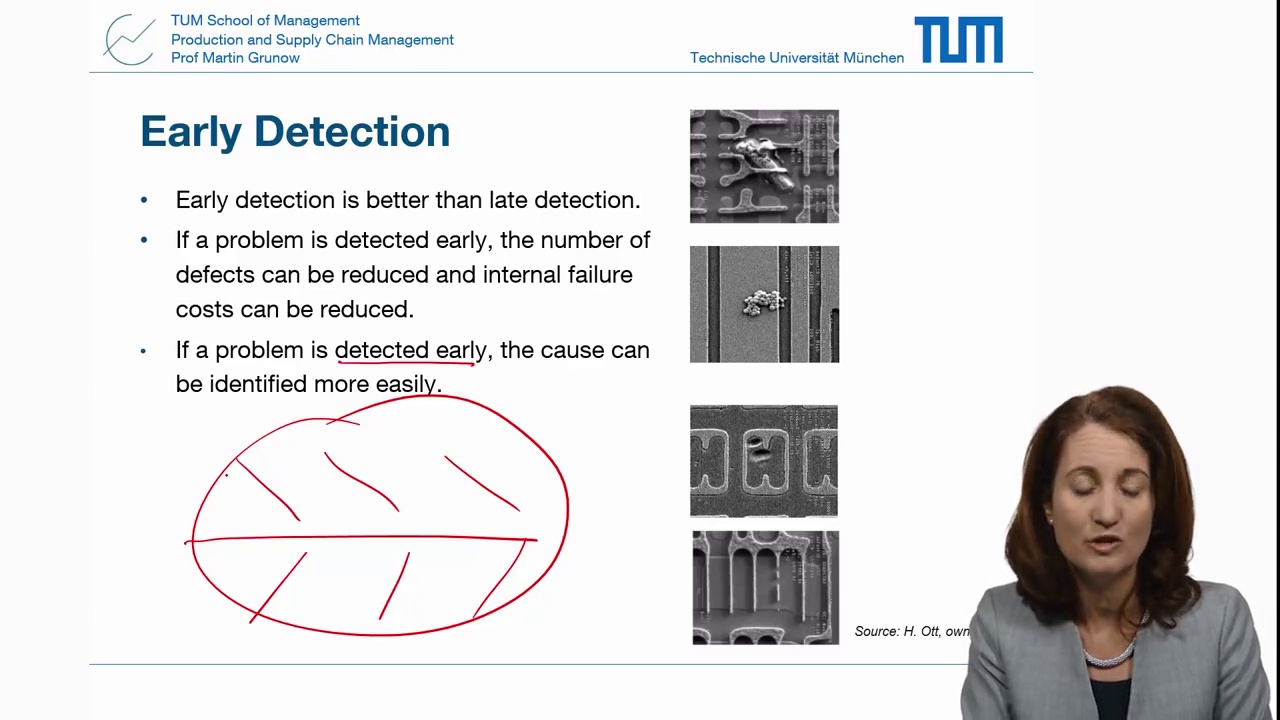 TUM School of Management
Production and Supply Chain Management
Prof Martin Grunow
Technische Universität München
TUM
Early Detection
• Early detection is better than late detection.
• If a problem is detected early, the number of
defects can be reduced and internal failure
costs can be reduced.
• If a problem is detected early, the cause can
be identified more easily.
Source: H. Ott, own